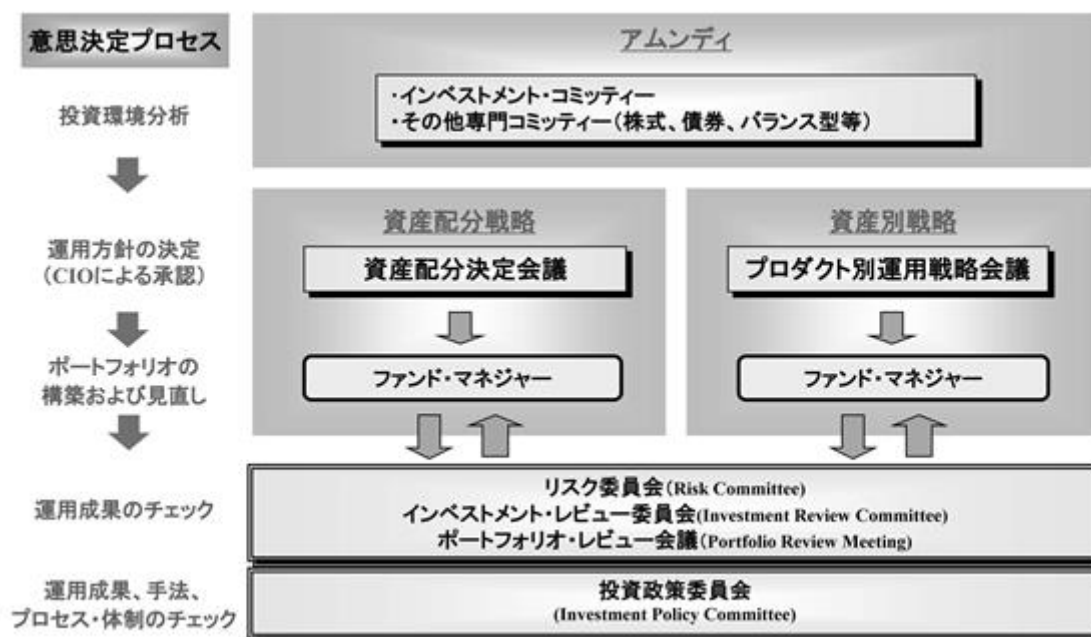 意思決定プロセス
アムンディ
投資環境分析
・インベストメント・コミッティー
・その他専門コミッティー(株式、債券、バランス型等)
資産配分戦略
資産別戦略
運用方針の決定
(CIOによる承認)
資産配分決定会議
プロダクト別運用戦略会議
ポートフォリオの
構築および見直し
ファンド・マネジャー
ファンド・マネジャー
運用成果のチェック
リスク委員会(Risk Committee)
インベストメント・レビュー委員会(Investment Review Committee)
ポートフォリオ・レビュー会議(Portfolio Review Meeting)
運用成果、手法、
プロセス・体制のチェック
投資政策委員会
(Investment Policy Committee)